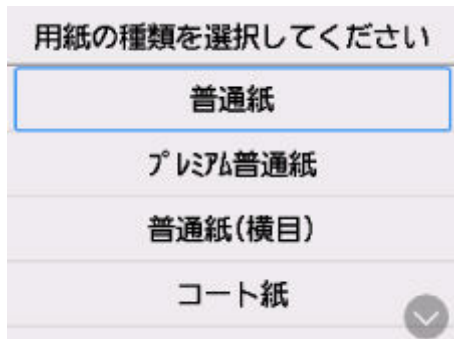 用紙の種類を選択してください
普通紙
プレミアム普通紙
普通紙(横目)
コート紙